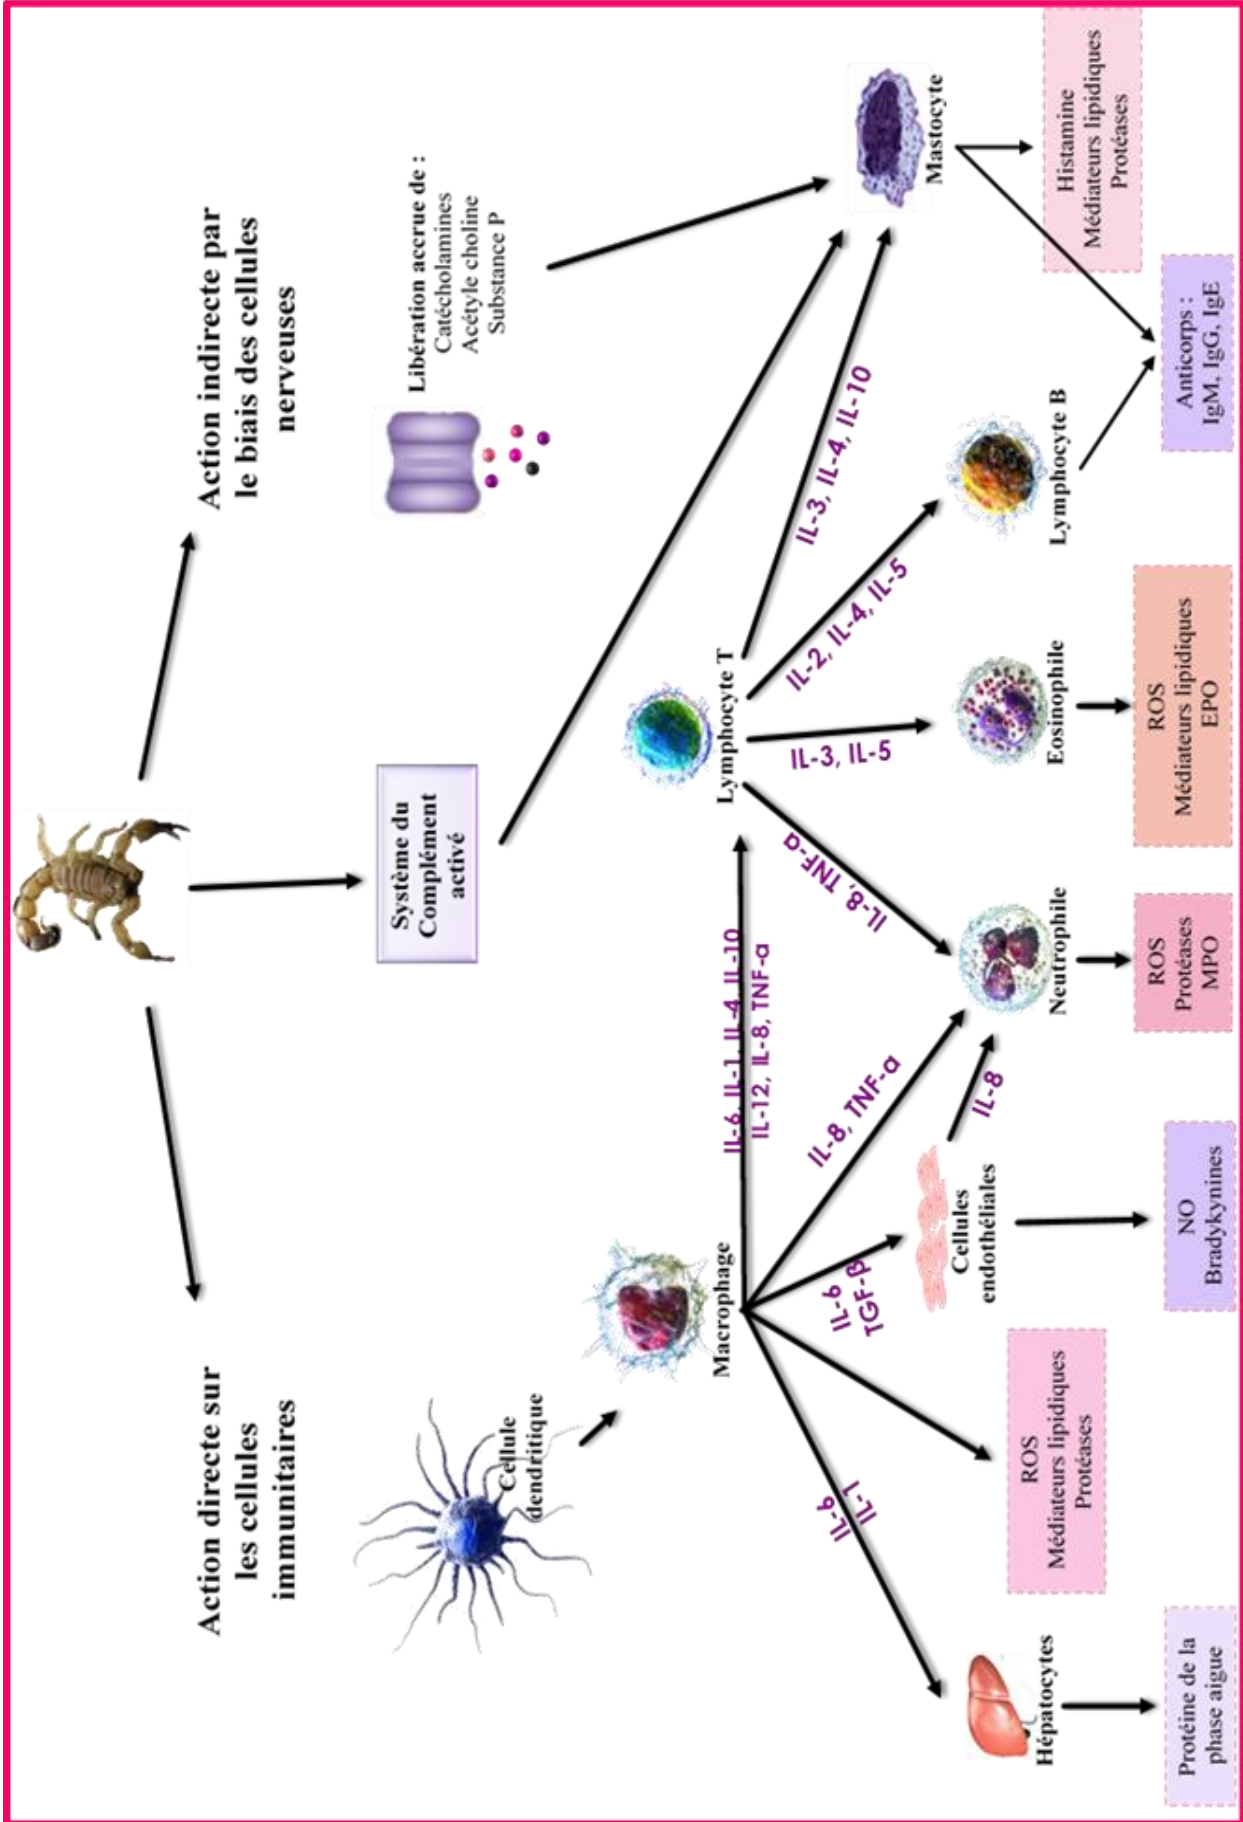 Action directe sur
les cellules
immunitaires
Action indirecte par
le biais des cellules
nerveuses
Système du
Complément
activé
Libération accrue de :
Catécholamines
Acétyle choline
Substance P
Cellule
dendritique
Macrophage
Lymphocyte T
Mastocyte
IL-6, IL-1, IL-4, IL-10
IL-12, IL-8, TNF-α
IL-6
IL-1
IL-6
TGF-β
IL-8, TNF-α
IL-8
IL-8, TNF-α
IL-3, IL-5
IL-2, IL-4, IL-5
IL-3, IL-4, IL-10
Hépatocytes
Cellules
endothéliales
Neutrophile
Eosinophile
Lymphocyte B
Protéine de la
phase aigue
ROS
Médiateurs lipidiques
Protéases
NO
Bradykynines
ROS
Protéases
MPO
ROS
Médiateurs lipidiques
EPO
Anticorps :
IgM, IgG, IgE
Histamine
Médiateurs lipidiques
Protéases